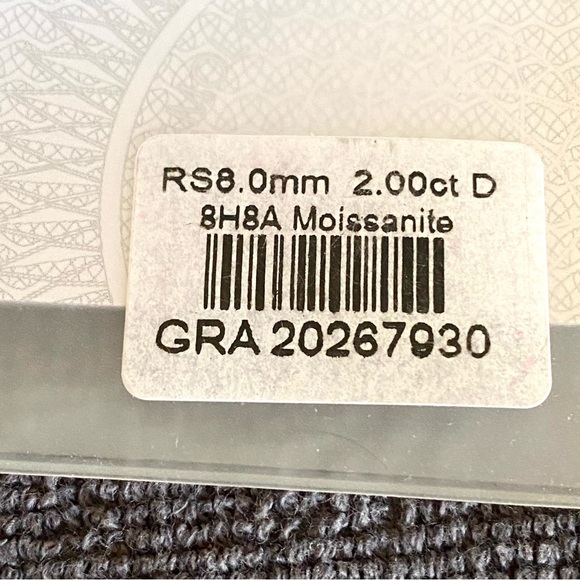 RS8.0mm 2.00ct D
8H8A Moissanite
GRA 20267930